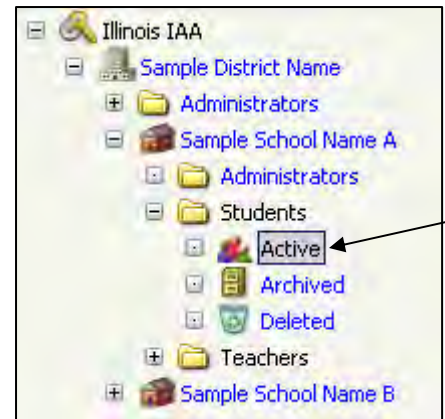 Illinois IAA
Sample District Name
Administrators
Sample School Name A
Administrators
Students
Active
Archived
Deleted
Teachers
Sample School Name B